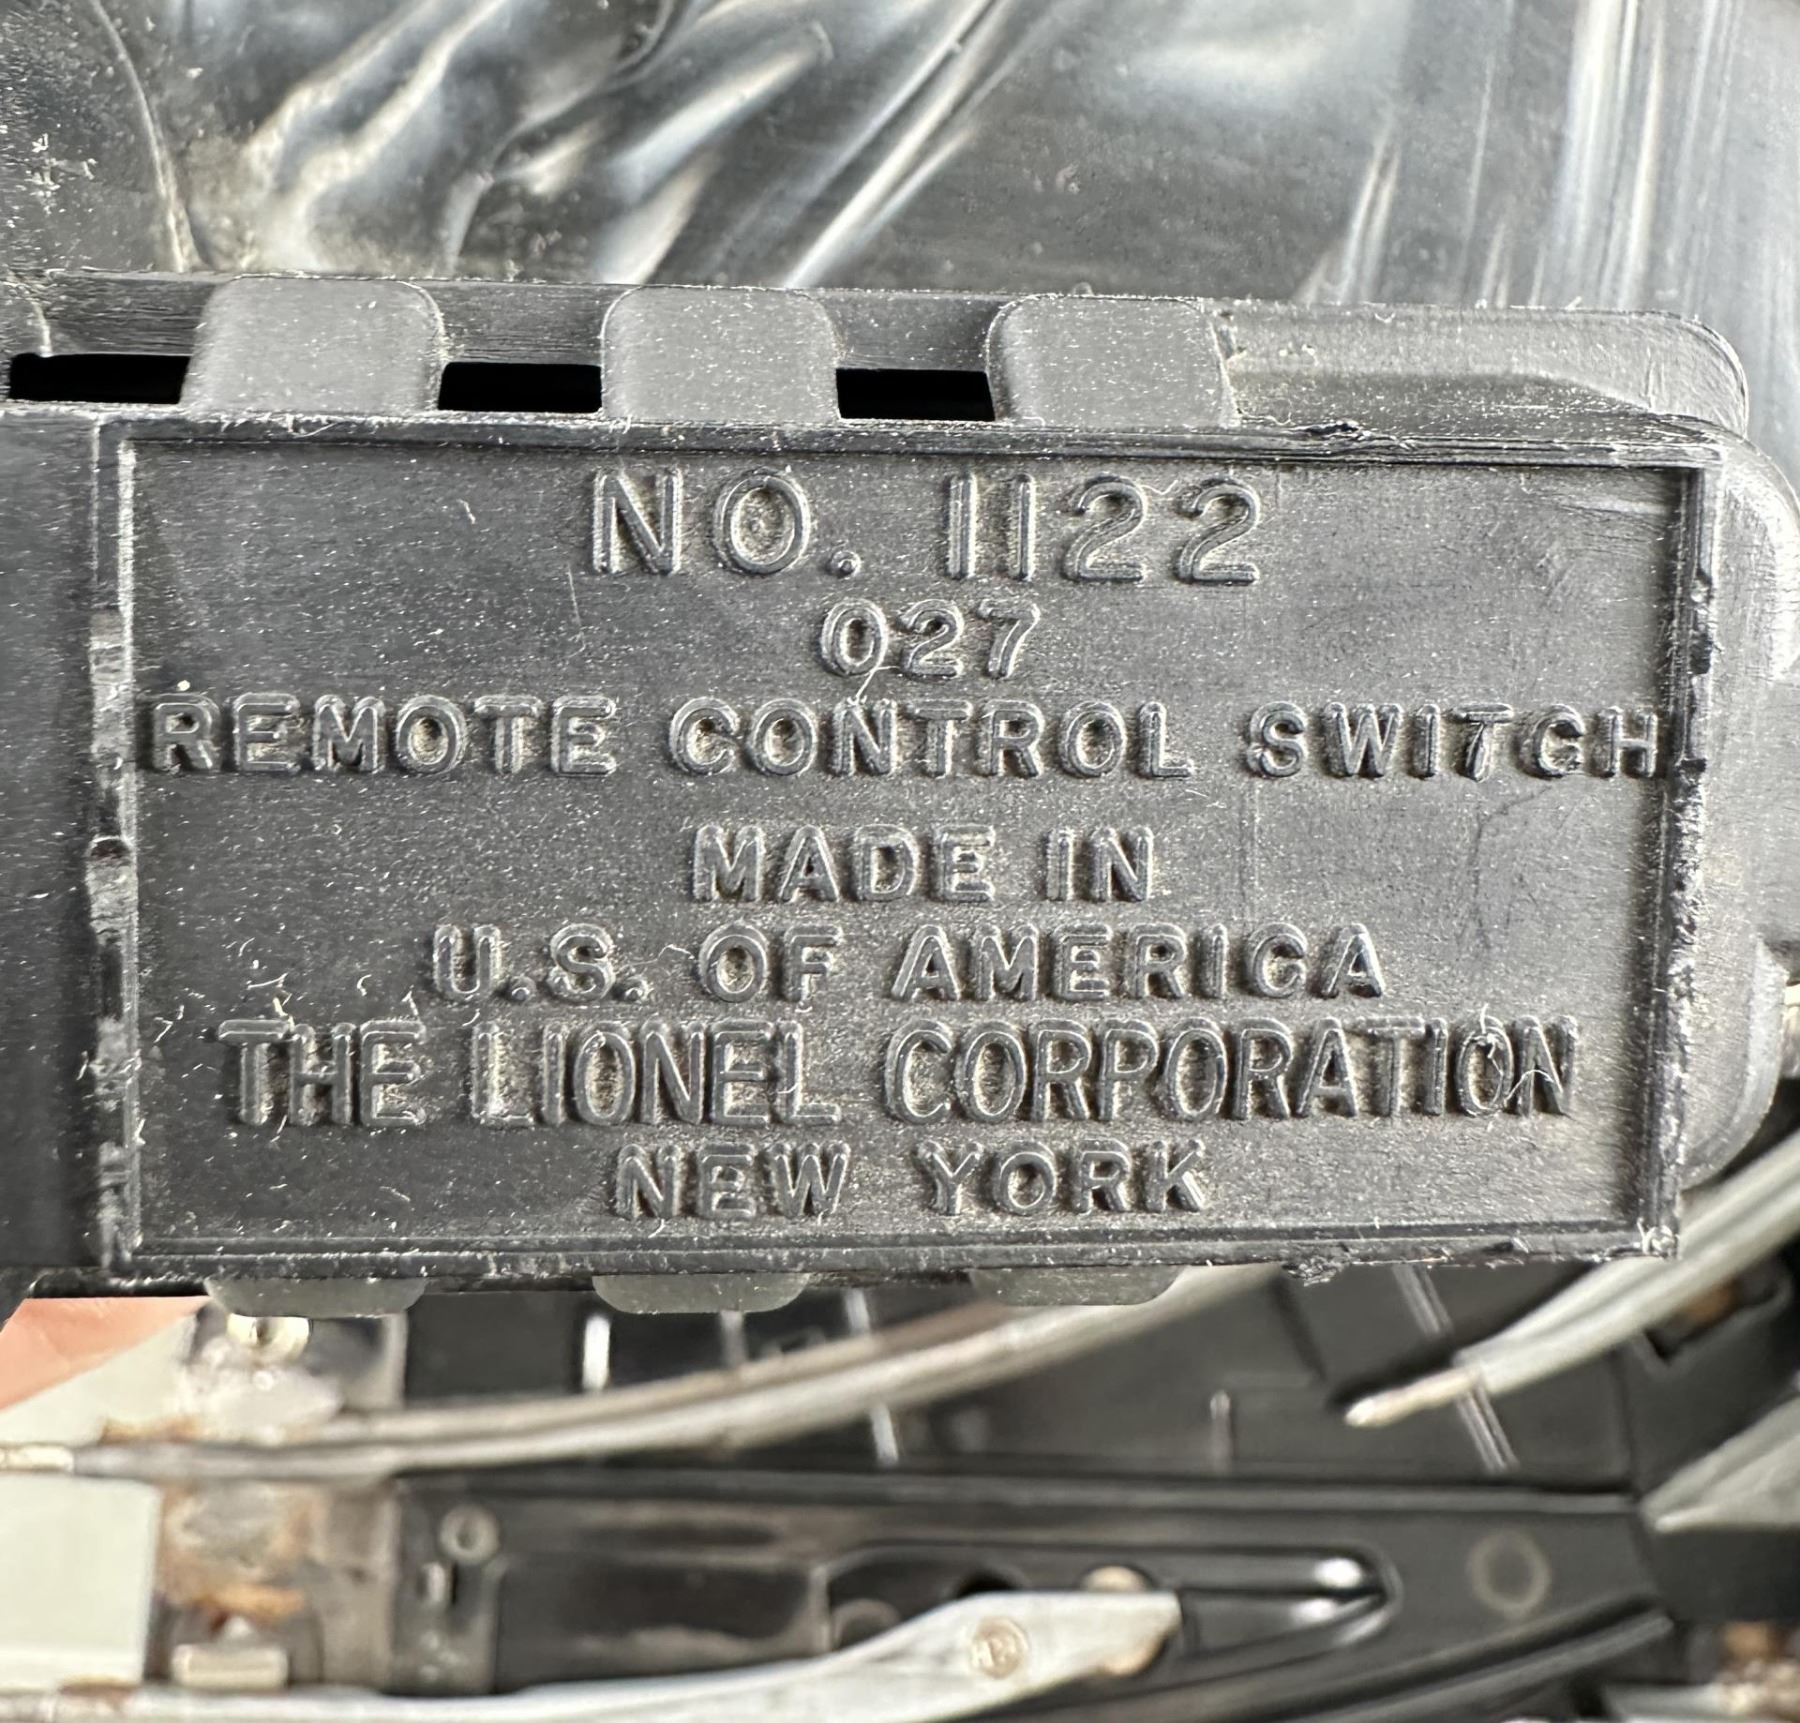 NO. 1122
027
REMOTE CONTROL SWITCH
MADE IN
U.S. OF AMERICA
THE LIONEL CORPORATION
NEW YORK